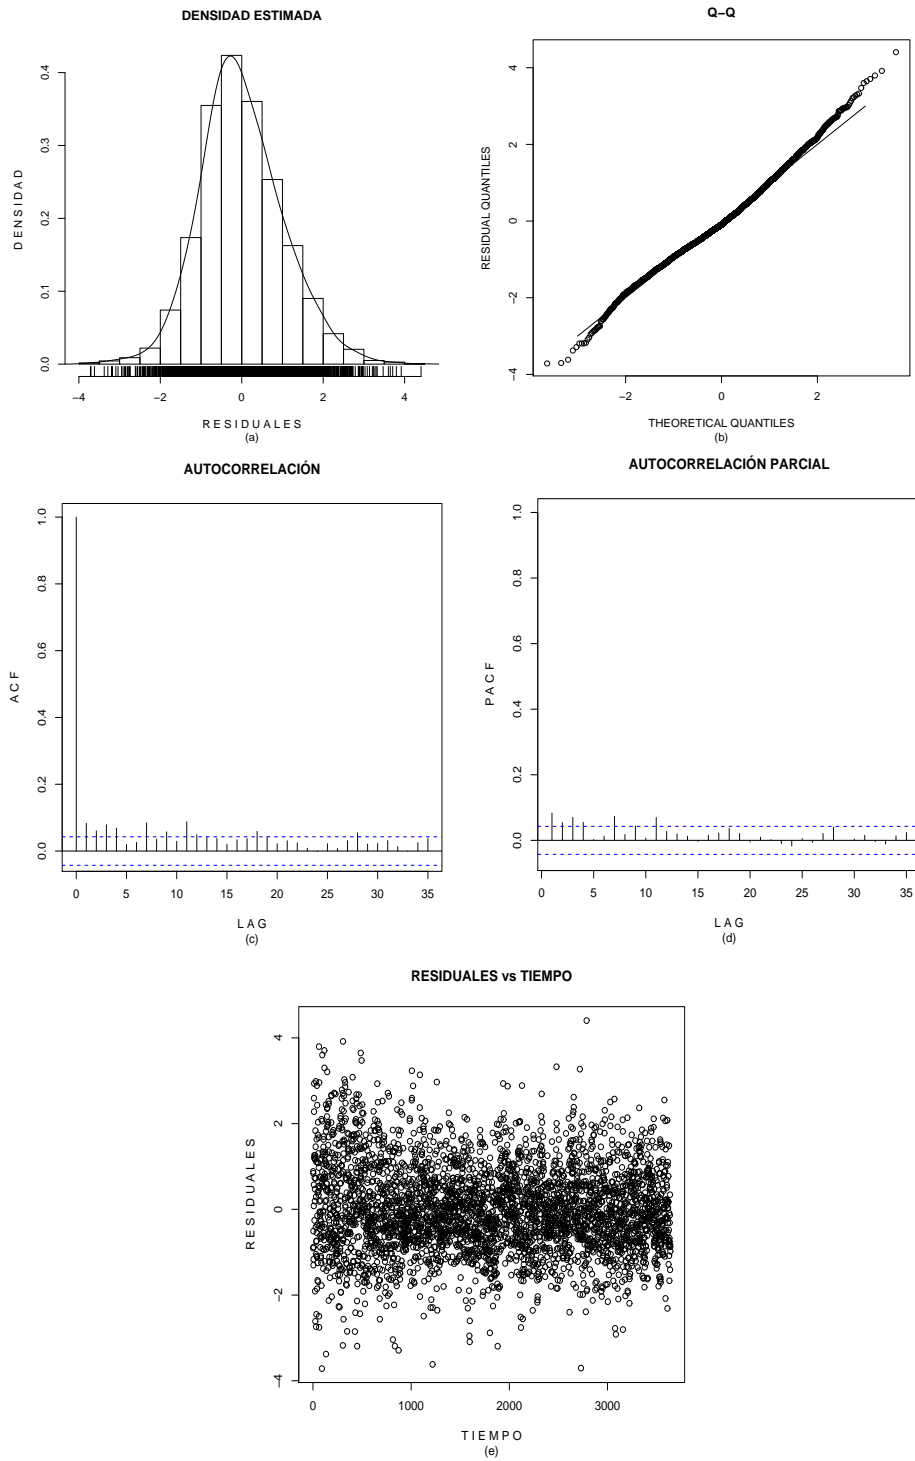 DENSIDAD ESTIMADA
DENSIDAD
0.0 0.1 0.2 0.3 0.4
−4 −2 0 2 4
RESIDUALES
(a)
Q−Q
RESIDUAL QUANTILES
−4 −2 0 2 4
−2 0 2
THEORETICAL QUANTILES
(b)
AUTOCORRELACIÓN
ACF
0.0 0.2 0.4 0.6 0.8 1.0
0 5 10 15 20 25 30 35
LAG
(c)
AUTOCORRELACIÓN PARCIAL
PACF
0.0 0.2 0.4 0.6 0.8 1.0
0 5 10 15 20 25 30 35
LAG
(d)
RESIDUALES vs TIEMPO
RESIDUALES
−4 −2 0 2 4
0 1000 2000 3000
TIEMPO
(e)